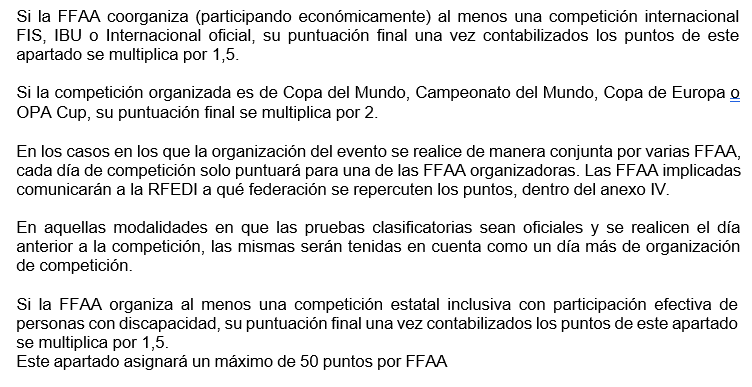 Si la FFAA coorganiza (participando económicamente) al menos una competición internacional
FIS, IBU o Internacional oficial, su puntuación final una vez contabilizados los puntos de este
apartado se multiplica por 1,5.
Si la competición organizada es de Copa del Mundo, Campeonato del Mundo, Copa de Europa o
OPA Cup, su puntuación final se multiplica por 2.
En los casos en los que la organización del evento se realice de manera conjunta por varias FFAA,
cada día de competición solo puntuará para una de las FFAA organizadoras. Las FFAA implicadas
comunicarán a la RFEDI a qué federación se repercuten los puntos, dentro del anexo IV.
En aquellas modalidades en que las pruebas clasificatorias sean oficiales y se realicen el día
anterior a la competición, las mismas serán tenidas en cuenta como un día más de organización
de competición.
Si la FFAA organiza al menos una competición estatal inclusiva con participación efectiva de
personas con discapacidad, su puntuación final una vez contabilizados los puntos de este apartado
se multiplica por 1,5.
Este apartado asignará un máximo de 50 puntos por FFAA